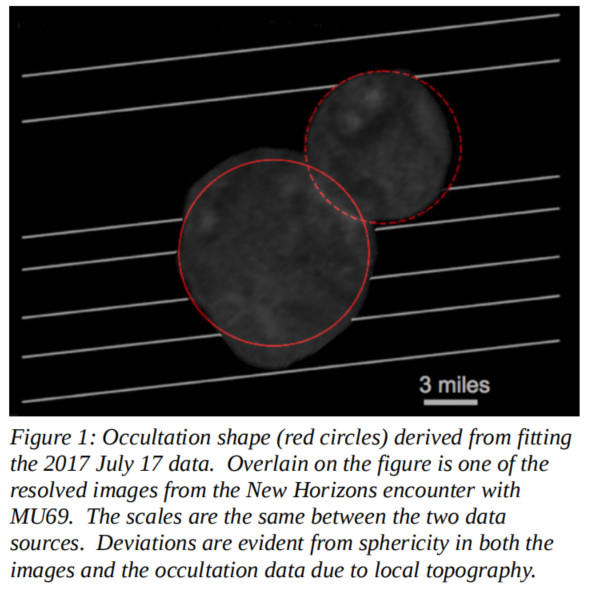 3 miles
Figure 1: Occultation shape (red circles) derived from fitting
the 2017 July 17 data.  Overlain on the figure is one of the
resolved images from the New Horizons encounter with
MU69.  The scales are the same between the two data
sources.  Deviations are evident from sphericity in both the
images and the occultation data due to local topography.